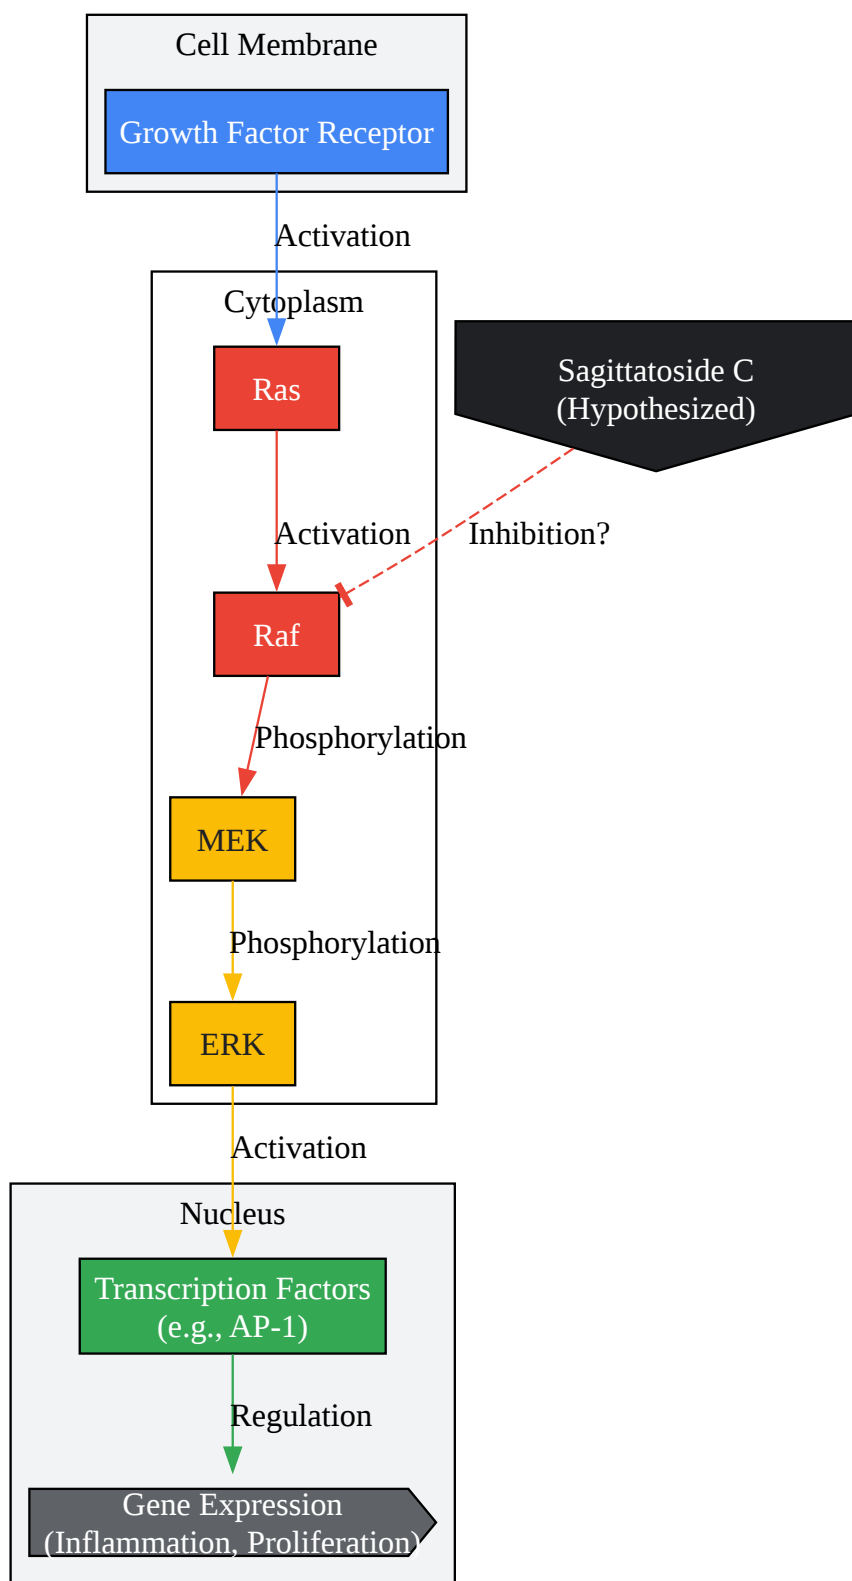 Cell Membrane
Growth Factor Receptor
Activation
Cytoplasm
Ras
Sagittatoside C
(Hypothesized)
Activation
Inhibition?
Raf
Phosphorylation
MEK
Phosphorylation
ERK
Activation
Nucleus
Transcription Factors
(e.g., AP-1)
Regulation
Gene Expression
(Inflammation, Proliferation)